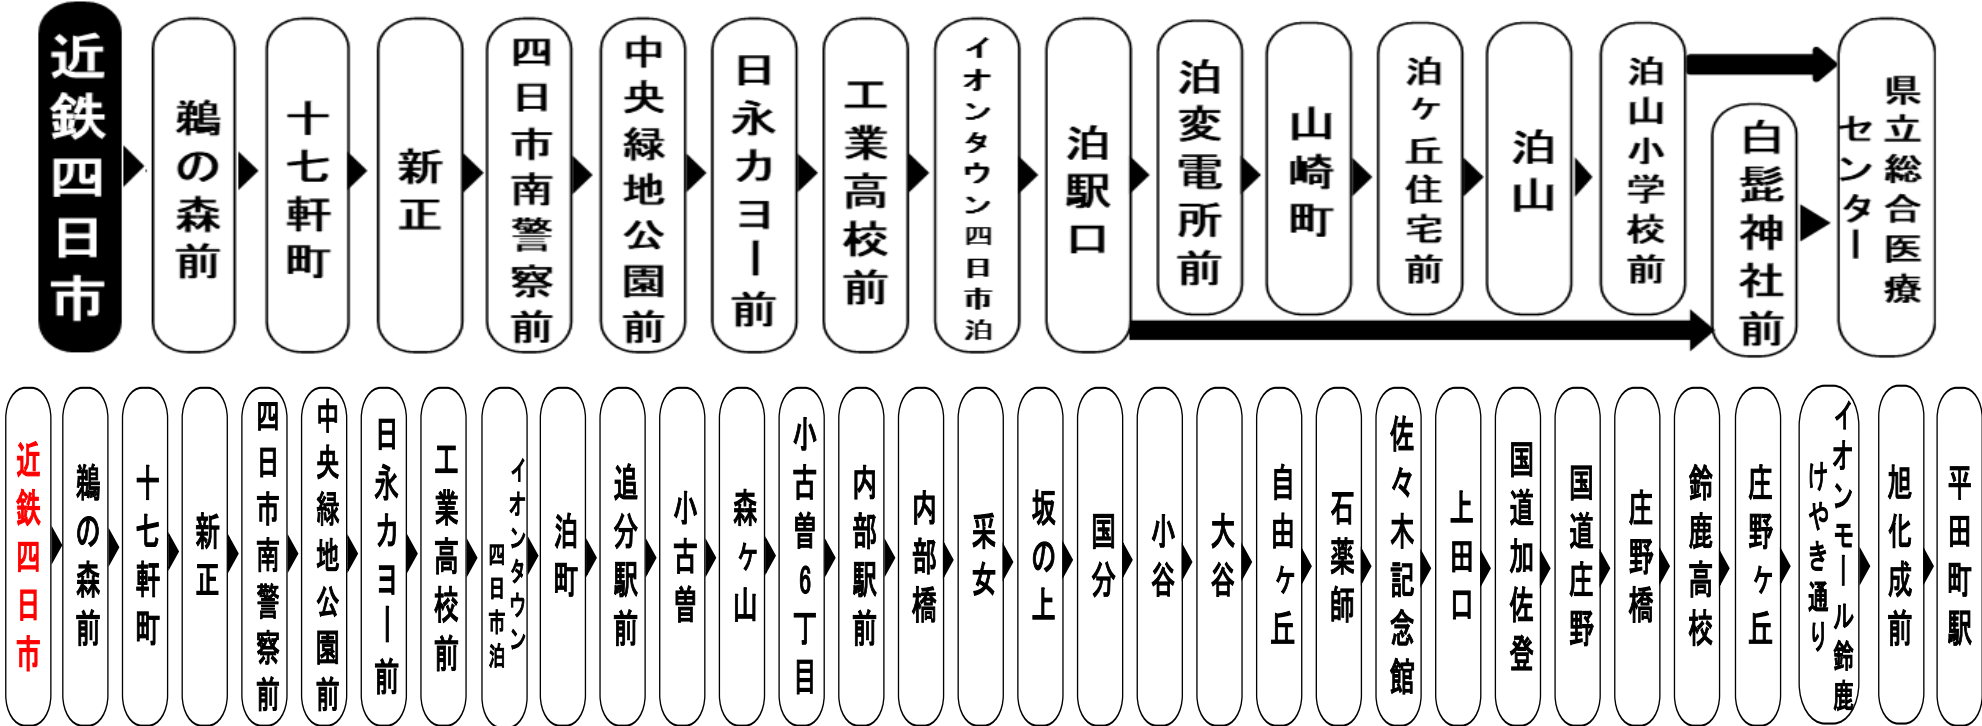 近鉄四日市
鵜の森前
十七軒町
新正
四日市南警察前
中央緑地公園前
日永カヨー前
工業高校前
イオンタウン四日市泊
泊駅口
泊変電所前
山崎町
泊ケ丘住宅前
泊山
泊山小学校前
白髭神社前
県立総合医療
センター
近鉄四日市
鵜の森前
十七軒町
新正
四日市南警察前
中央緑地公園前
日永カヨー前
工業高校前
イオンタウン
四日市泊
泊町
追分駅前
小古曽
森ヶ山
小古曽6丁目
内部駅前
内部橋
采女
坂の上
国分
小谷
大谷
自由ヶ丘
石薬師
佐々木記念館
上田口
国道加佐登
国道庄野
庄野橋
鈴鹿高校
庄野ヶ丘
イオンモール鈴鹿
けやき通り
旭化成前
平田町駅